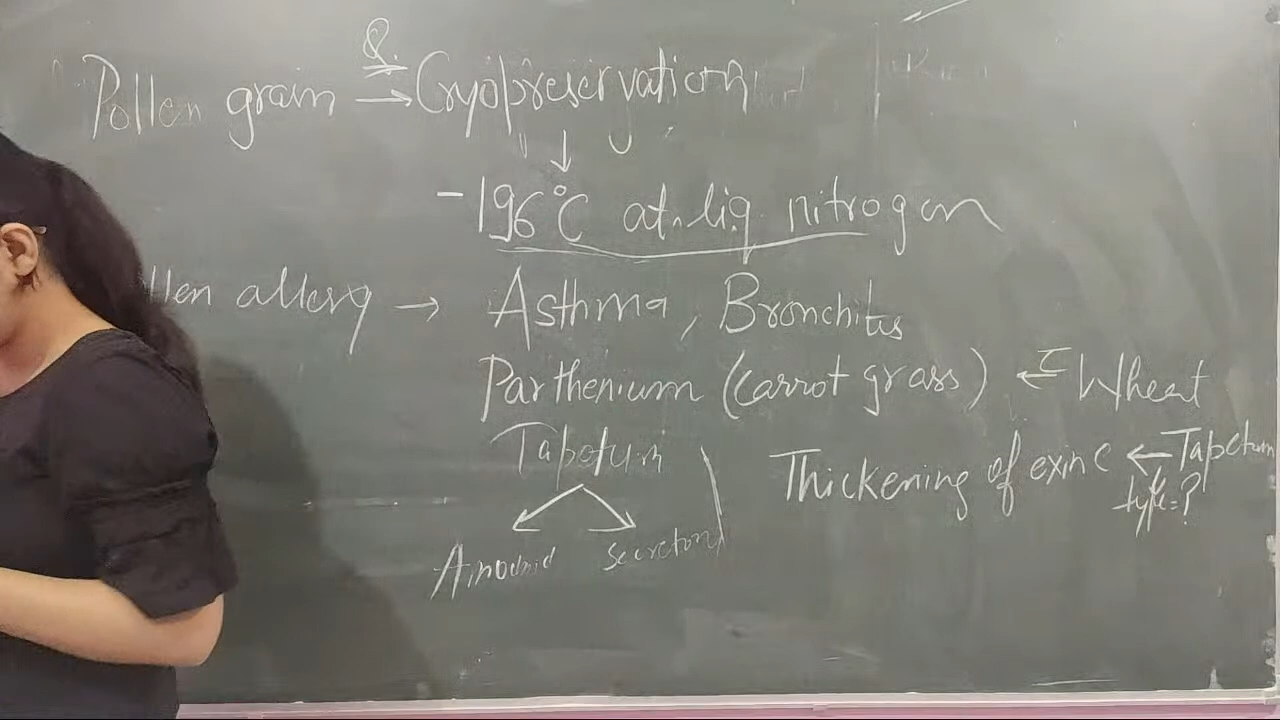 Q.
Pollen grain → Cryopreservation
↓
-196°C at liq nitrogen
llen allergy → Asthma, Bronchitis
Parthenium (carrot grass) ← Wheat
Tapetum
Thickening of exine ← Tapetum
type=?
Amoeboid secretory